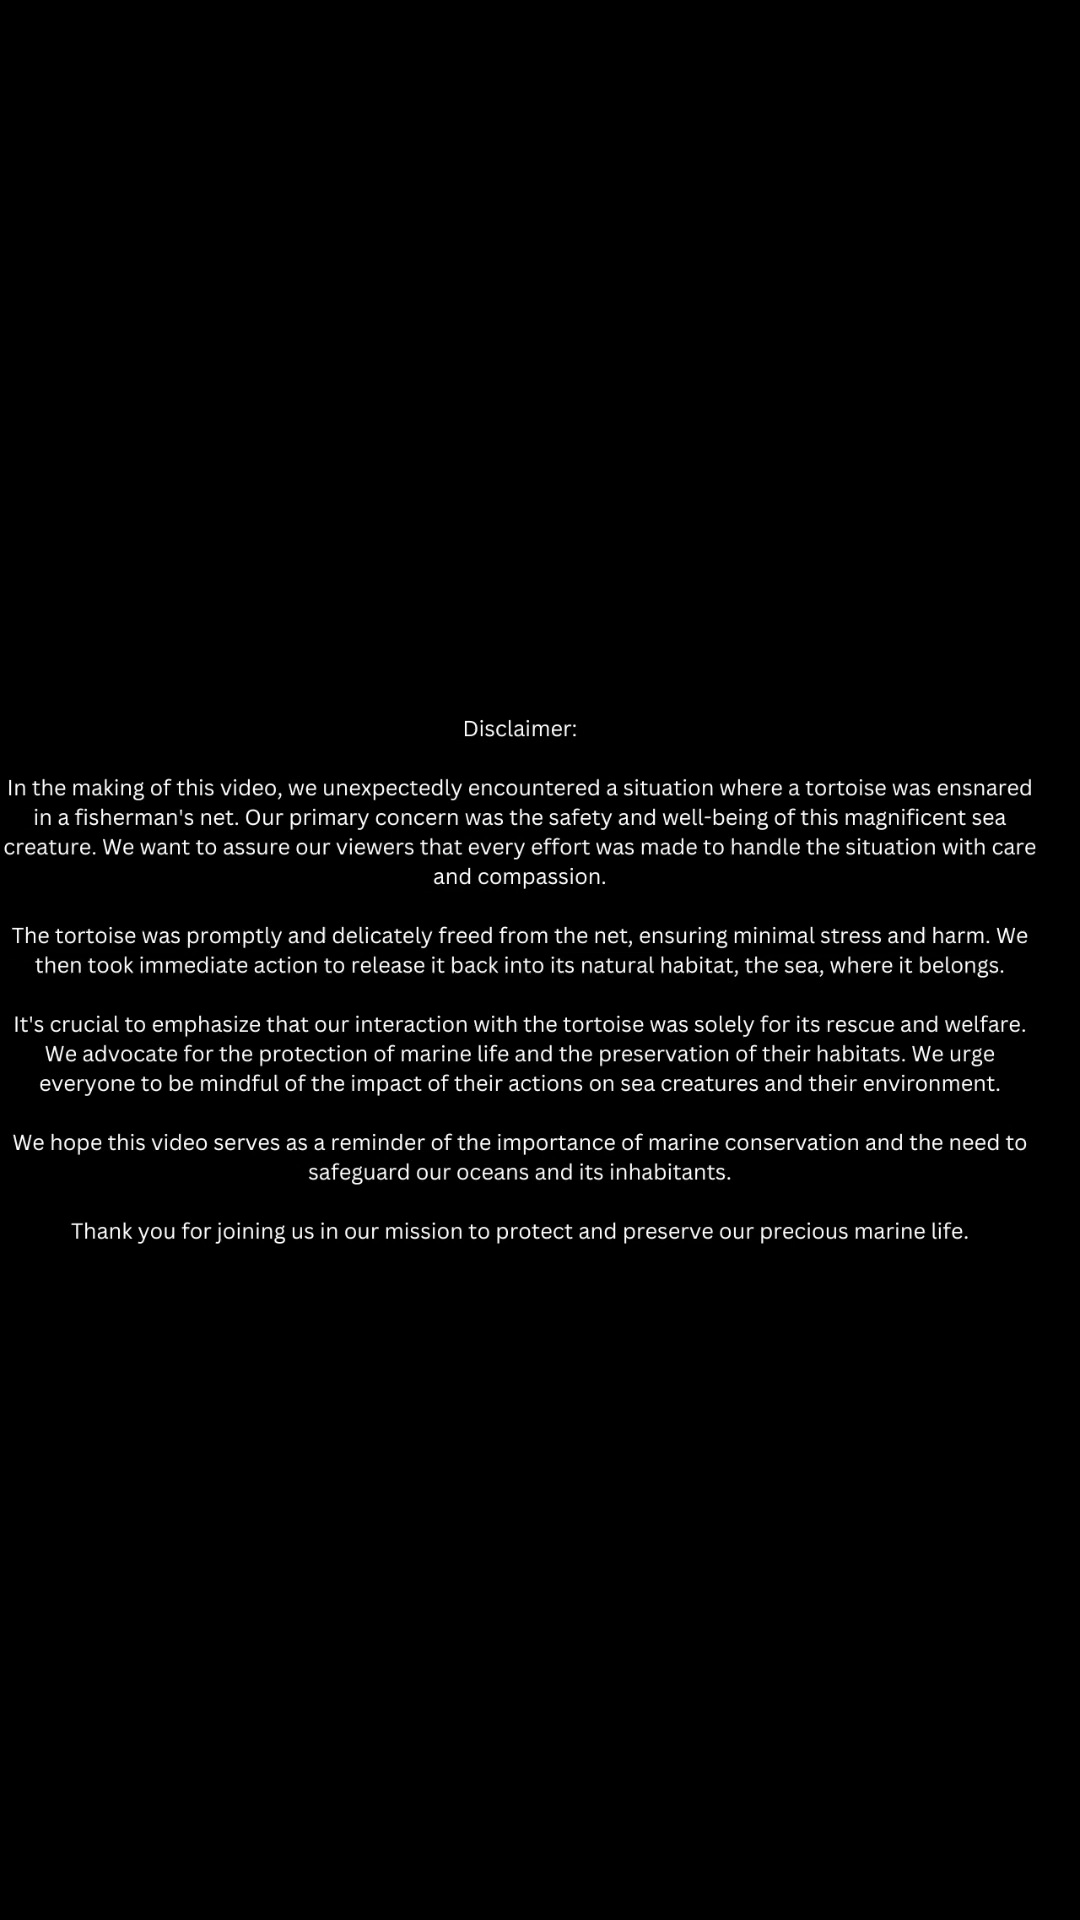 Disclaimer:
In the making of this video, we unexpectedly encountered a situation where a tortoise was ensnared
in a fisherman's net. Our primary concern was the safety and well-being of this magnificent sea
creature. We want to assure our viewers that every effort was made to handle the situation with care
and compassion.
The tortoise was promptly and delicately freed from the net, ensuring minimal stress and harm. We
then took immediate action to release it back into its natural habitat, the sea, where it belongs.
It's crucial to emphasize that our interaction with the tortoise was solely for its rescue and welfare.
We advocate for the protection of marine life and the preservation of their habitats. We urge
everyone to be mindful of the impact of their actions on sea creatures and their environment.
We hope this video serves as a reminder of the importance of marine conservation and the need to
safeguard our oceans and its inhabitants.
Thank you for joining us in our mission to protect and preserve our precious marine life.